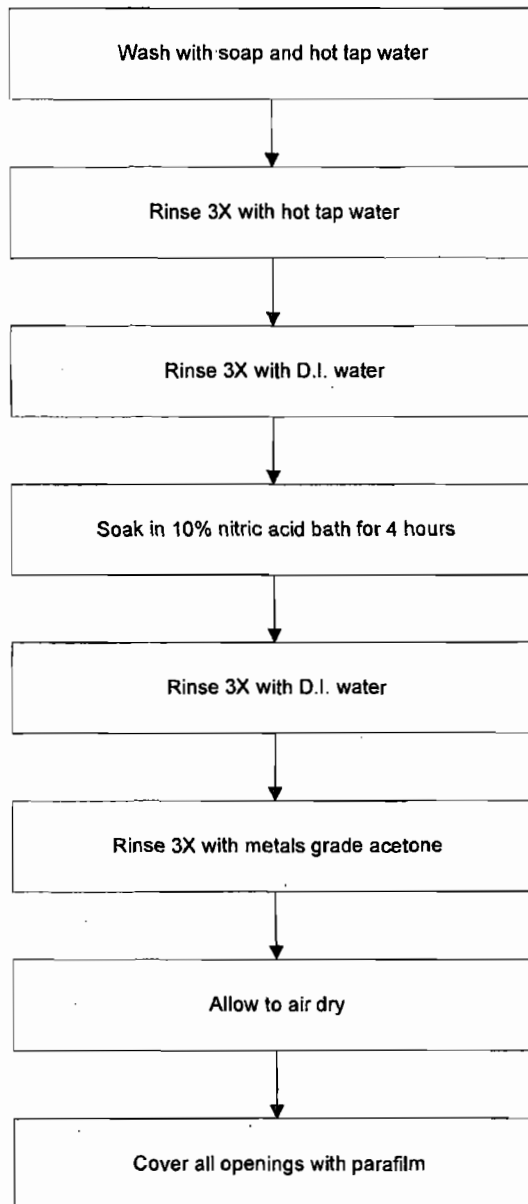 Wash with soap and hot tap water
Rinse 3X with hot tap water
Rinse 3X with D.I. water
Soak in 10% nitric acid bath for 4 hours
Rinse 3X with D.I. water
Rinse 3X with metals grade acetone
Allow to air dry
Cover all openings with parafilm